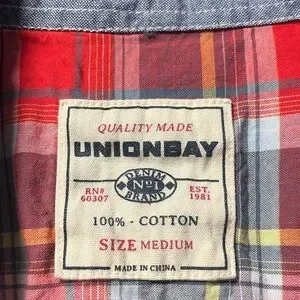 QUALITY MADE
UNIONBAY
DENIM
RN# 60307 No1 EST. 1981
BRAND
100% - COTTON
SIZE MEDIUM
MADE IN CHINA